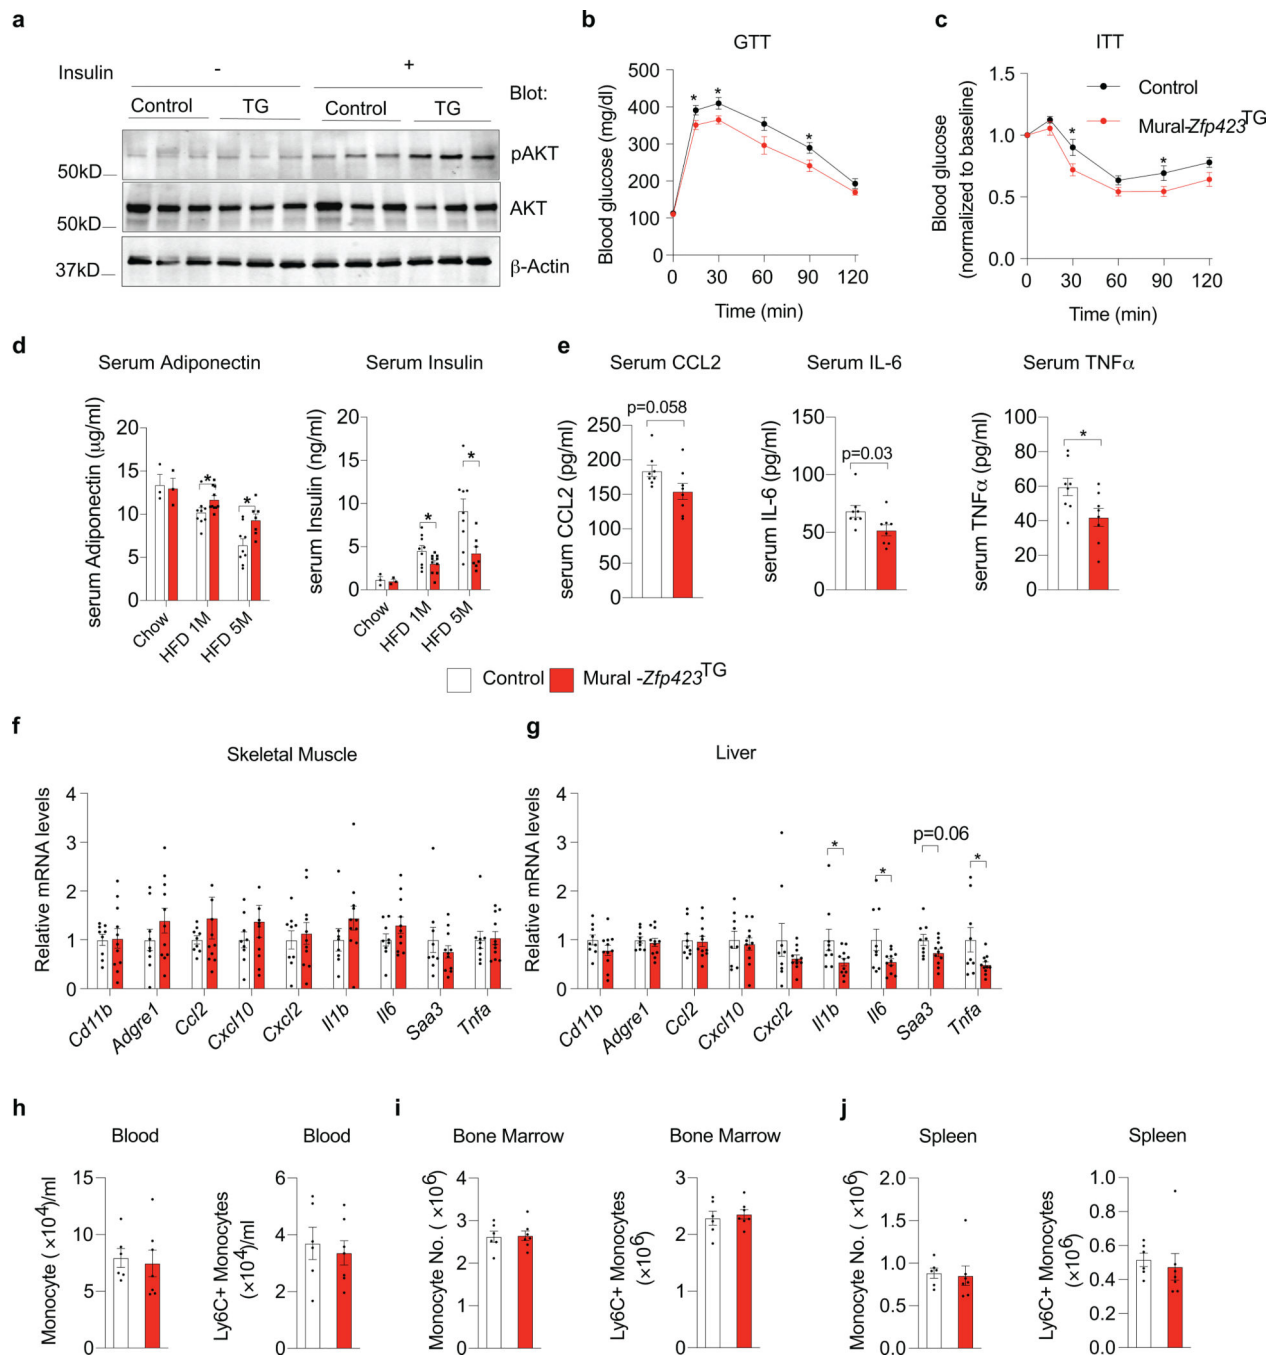 a
Insulin - +
Control TG Control TG Blot:
pAKT
50kD
AKT
50kD
37kD
β-Actin
b
GTT
Blood glucose (mg/dl)
500
400
300
200
100
0
* * *
0 30 60 90 120
Time (min)
c
ITT
Blood glucose
(normalized to baseline)
1.5
1.0
0.5
0.0
* *
Control
Mural-Zfp423TG
0 30 60 90 120
Time (min)
d
Serum Adiponectin
serum Adiponectin (µg/ml)
20
15
10
5
0
* *
Chow HFD 1M HFD 5M
Serum Insulin
serum Insulin (ng/ml)
20
15
10
5
0
* *
Chow HFD 1M HFD 5M
e
Serum CCL2
p=0.058
serum CCL2 (pg/ml)
250
200
150
100
50
0
Serum IL-6
serum IL-6 (pg/ml)
150
100
50
0
p=0.03
Serum TNFα
serum TNFα (pg/ml)
100
80
60
40
20
0
*
Control Mural -Zfp423TG
f
Skeletal Muscle
Relative mRNA levels
4
3
2
1
0
Cd11b Adgre1 Ccl2 Cxcl10 Cxcl2 Il1b Il6 Saa3 Tnfa
g
Liver
Relative mRNA levels
4
3
2
1
0
* * p=0.06 *
Cd11b Adgre1 Ccl2 Cxcl10 Cxcl2 Il1b Il6 Saa3 Tnfa
h
Blood
Monocyte (×10⁴)/ml
15
10
5
0
Blood
Ly6C+ Monocytes
(×10⁴)/ml
6
4
2
0
i
Bone Marrow
Monocyte No. (×10⁶)
4
3
2
1
0
Bone Marrow
Ly6C+ Monocytes
(×10⁶)
3
2
1
0
j
Spleen
Monocyte No. (×10⁶)
2.0
1.5
1.0
0.5
0.0
Spleen
Ly6C+ Monocytes
(×10⁶)
1.0
0.8
0.6
0.4
0.2
0.0